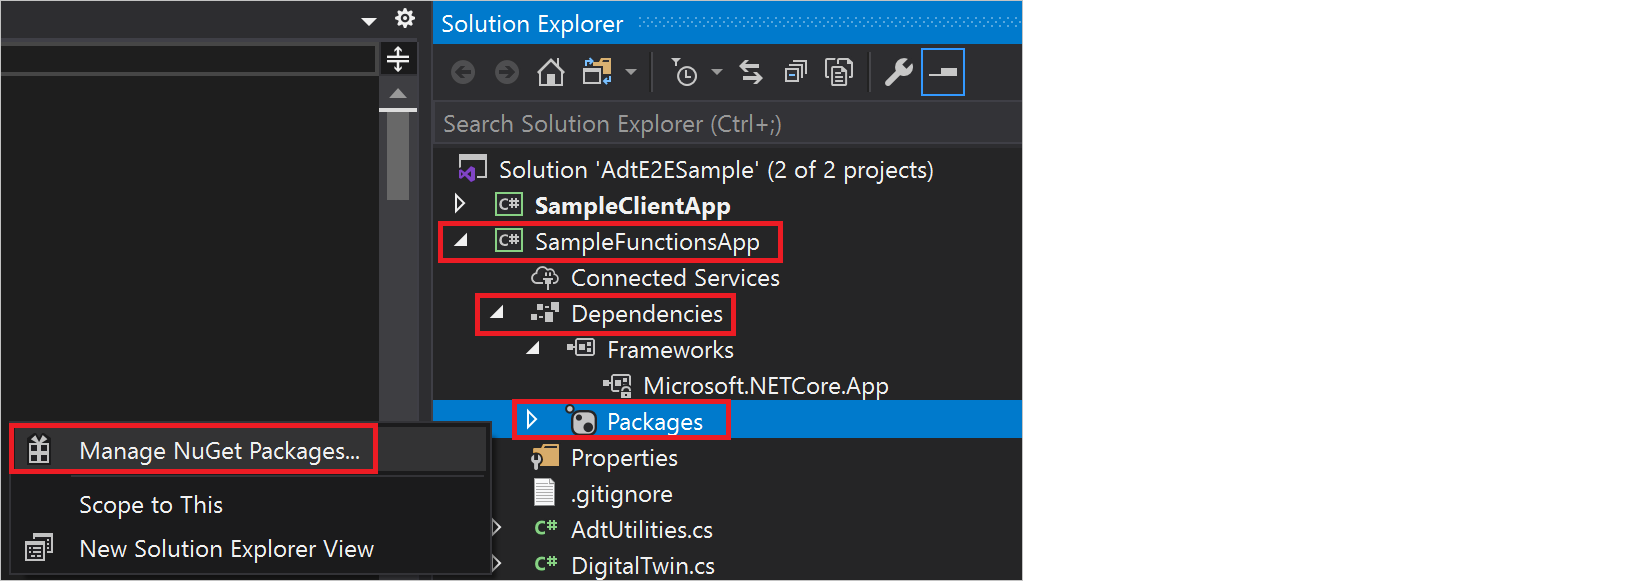 Solution Explorer
Search Solution Explorer (Ctrl+;)
Solution 'AdtE2ESample' (2 of 2 projects)
C# SampleClientApp
C# SampleFunctionsApp
Connected Services
Dependencies
Frameworks
Microsoft.NETCore.App
Packages
Properties
.gitignore
C# AdtUtilities.cs
C# DigitalTwin.cs
Manage NuGet Packages...
Scope to This
New Solution Explorer View